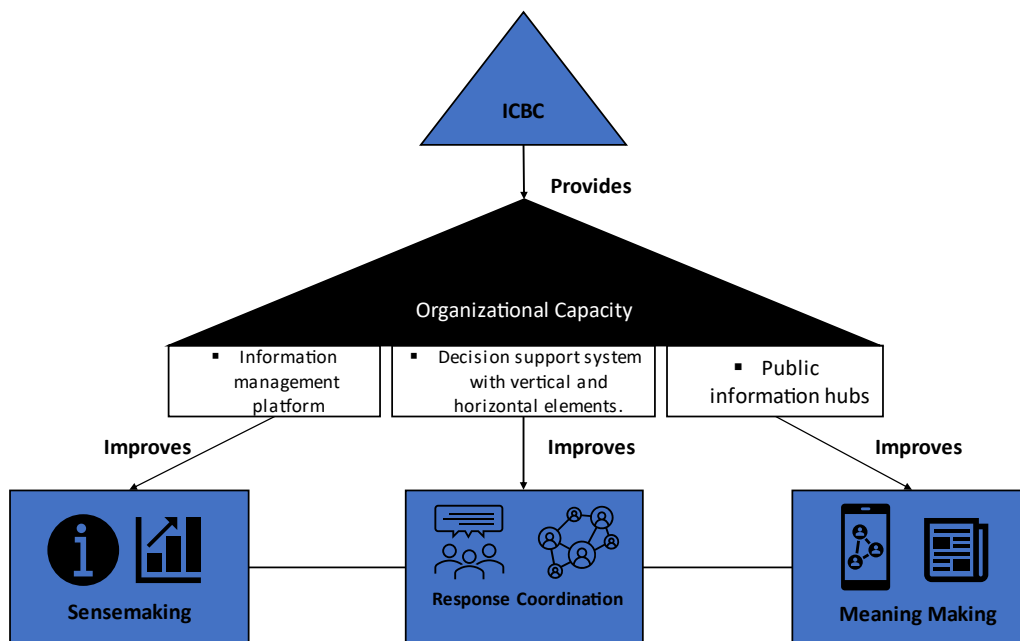 ICBC
Provides
Organizational Capacity
▪ Information
management
platform
▪ Decision support system
with vertical and
horizontal elements.
▪ Public
information hubs
Improves
Improves
Improves
Sensemaking
Response Coordination
Meaning Making